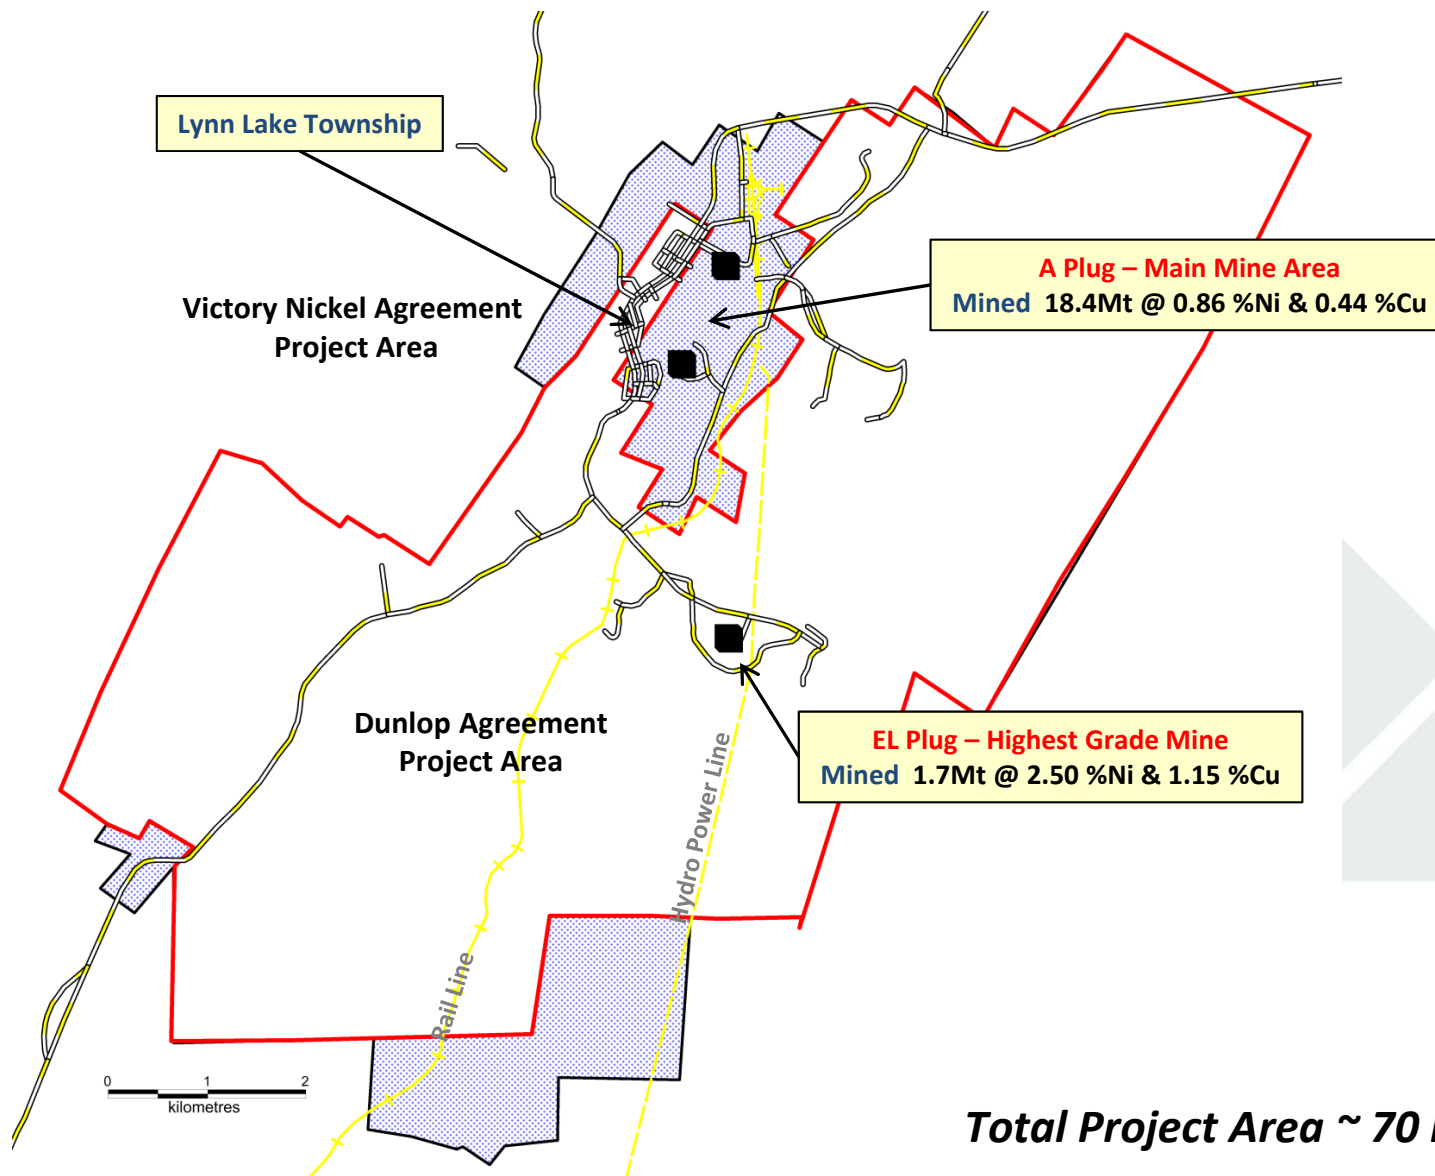 Lynn Lake Township
A Plug – Main Mine Area
Mined 18.4Mt @ 0.86 %Ni & 0.44 %Cu
Victory Nickel Agreement
Project Area
Dunlop Agreement
Project Area
EL Plug – Highest Grade Mine
Mined 1.7Mt @ 2.50 %Ni & 1.15 %Cu
Hydro Power Line
Rail Line
0 1 2
kilometres
Total Project Area ~ 70